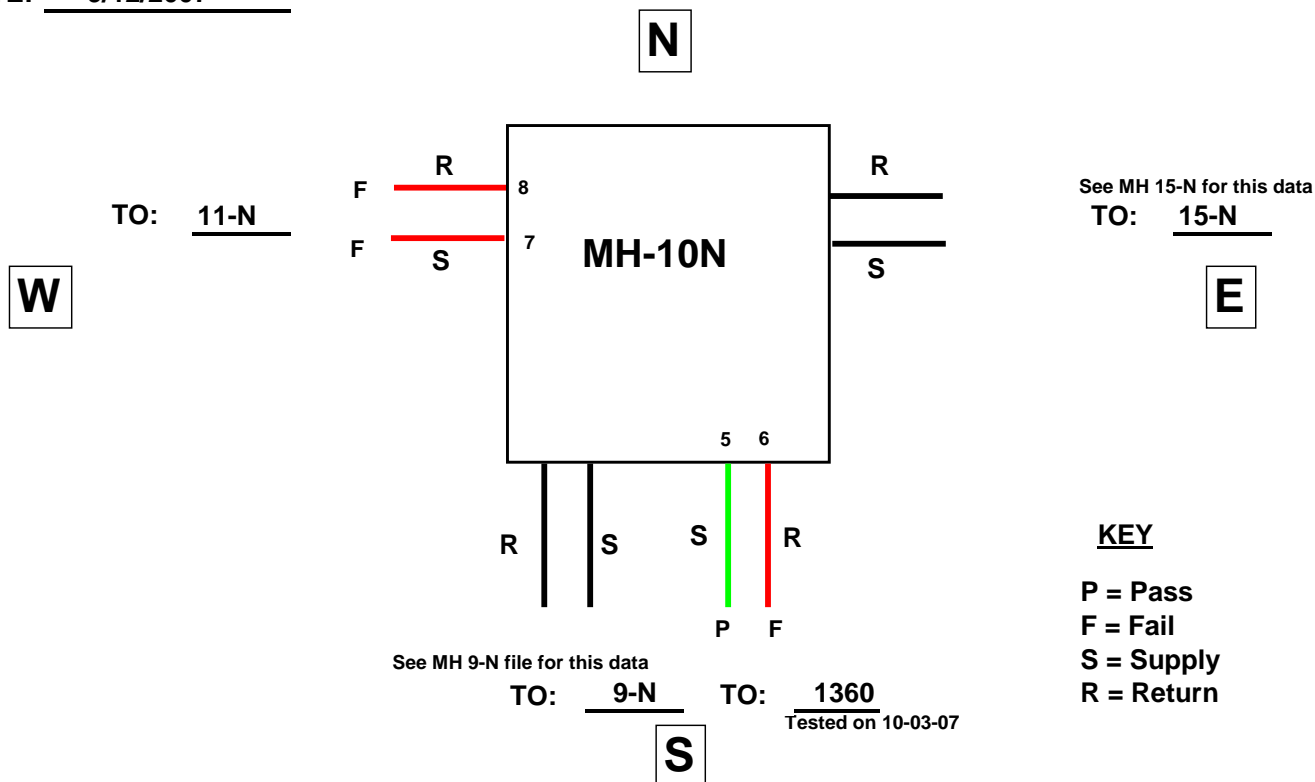 N
R
F
8
TO: 11-N
F
7
S
MH-10N
R
S
See MH 15-N for this data
TO: 15-N
W
E
5 6
R
S
S
R
P
F
KEY
P = Pass
F = Fail
S = Supply
R = Return
See MH 9-N file for this data
TO: 9-N
TO: 1360
Tested on 10-03-07
S